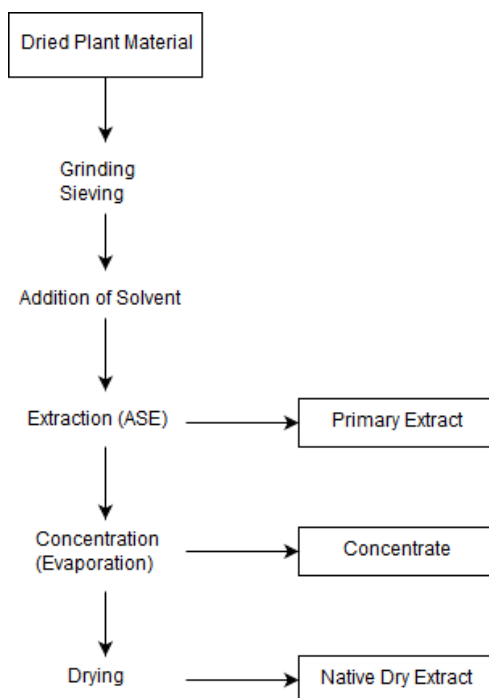 Dried Plant Material
Grinding
Sieving
Addition of Solvent
Extraction (ASE)
Primary Extract
Concentration
(Evaporation)
Concentrate
Drying
Native Dry Extract